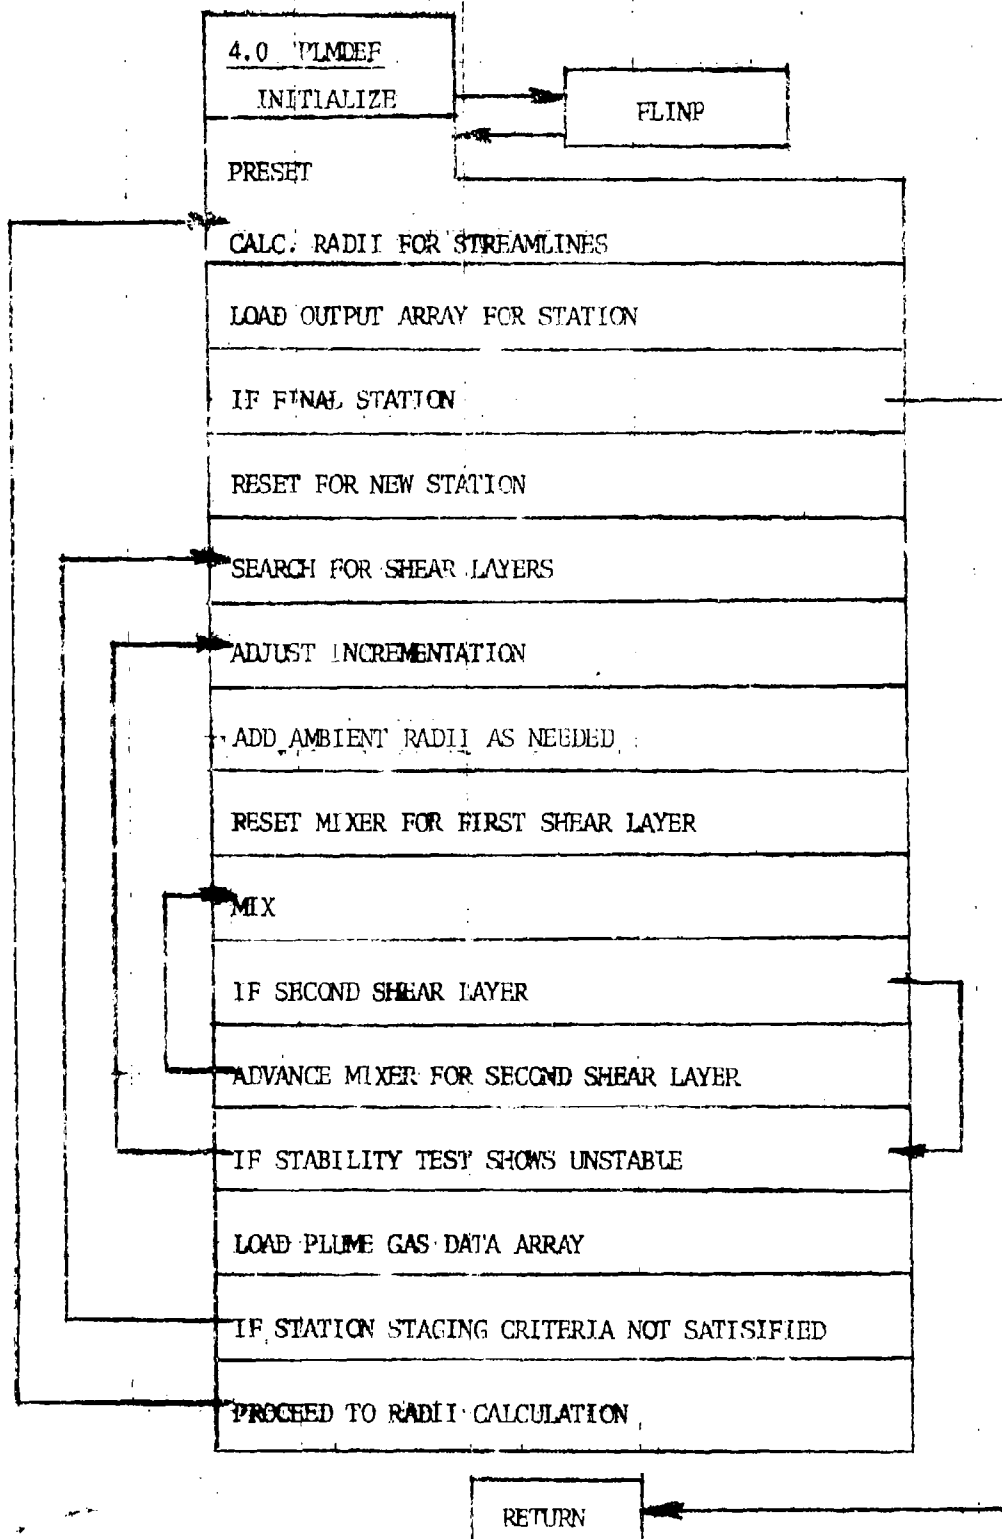 4.0 PLMDEF
INITIALIZE
FLINP
PRESET
CALC. RADII FOR STREAMLINES
LOAD OUTPUT ARRAY FOR STATION
IF FINAL STATION
RESET FOR NEW STATION
SEARCH FOR SHEAR LAYERS
ADJUST INCREMENTATION
ADD AMBIENT RADII AS NEEDED
RESET MIXER FOR FIRST SHEAR LAYER
MIX
IF SECOND SHEAR LAYER
ADVANCE MIXER FOR SECOND SHEAR LAYER
IF STABILITY TEST SHOWS UNSTABLE
LOAD PLUME GAS DATA ARRAY
IF STATION STAGING CRITERIA NOT SATISIFIED
PROCEED TO RADII CALCULATION
RETURN